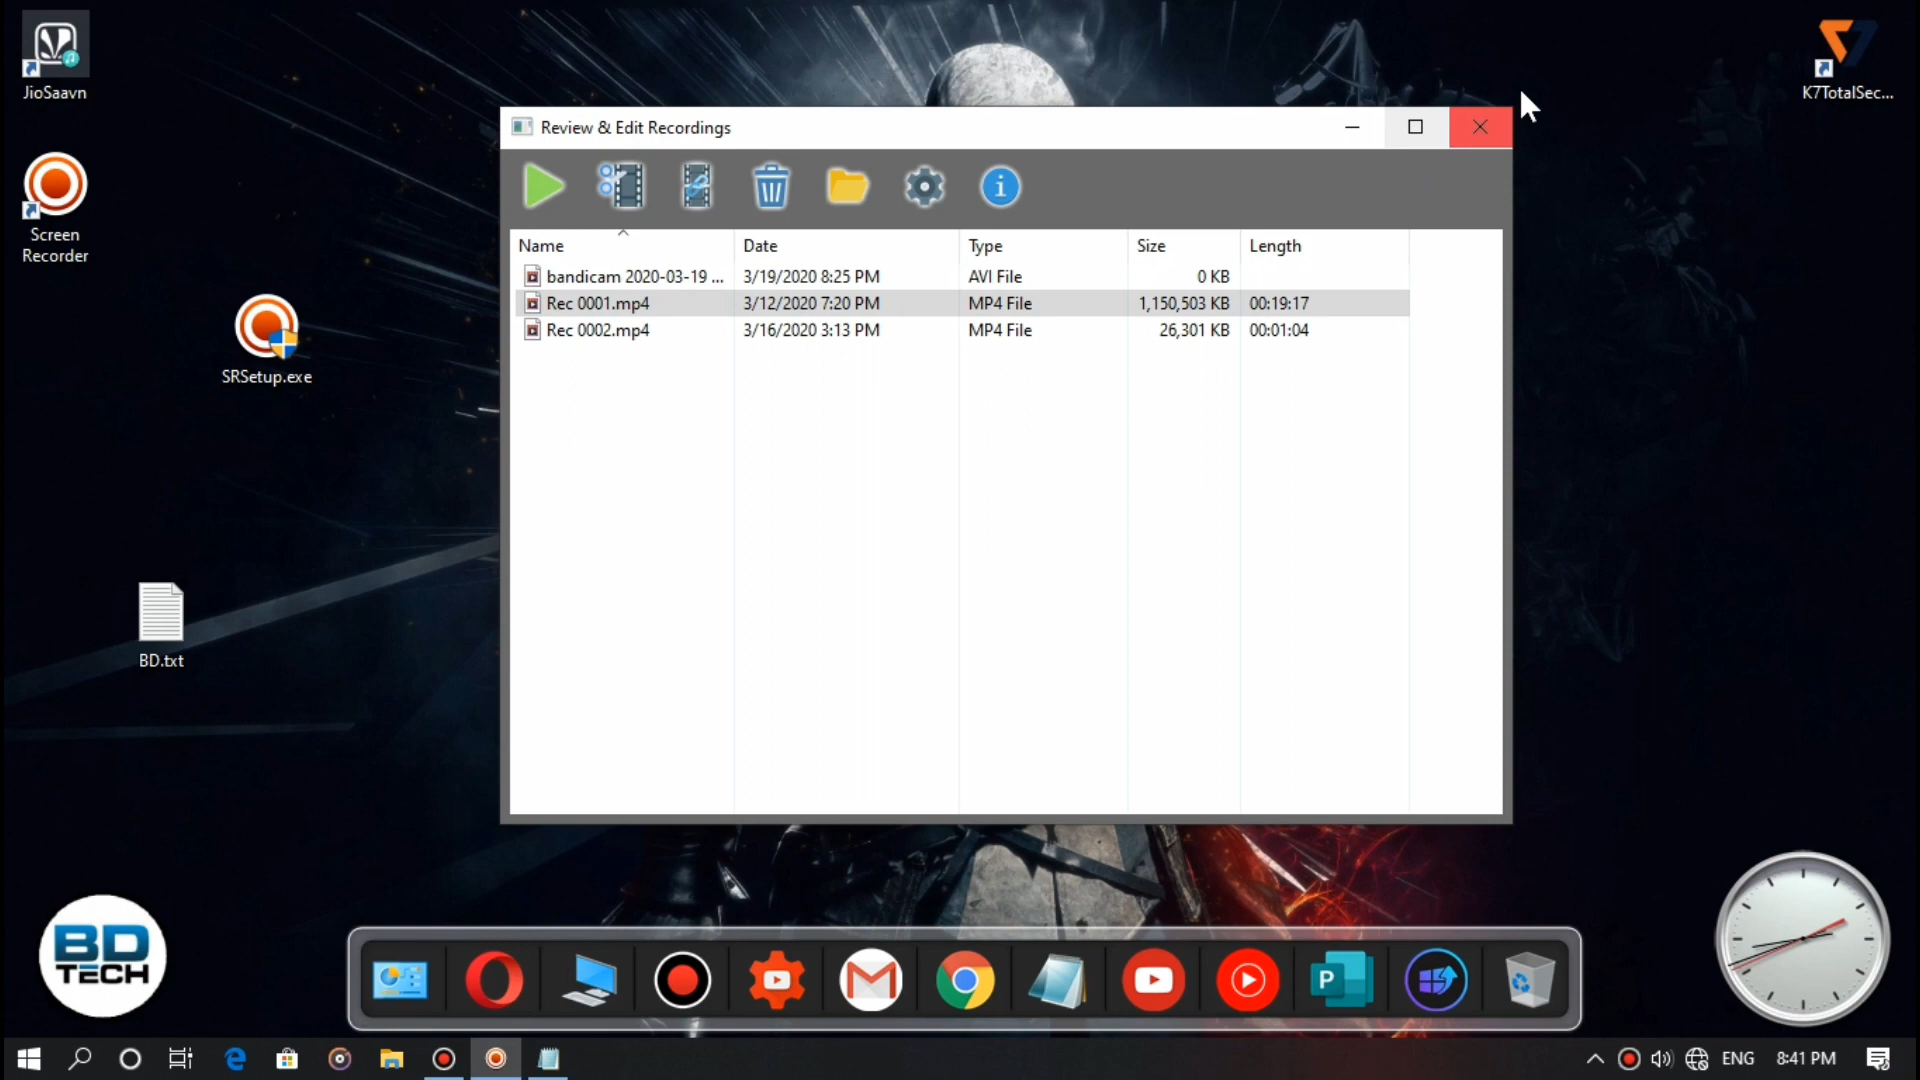 JioSaavn
K7TotalSec...
Screen
Recorder
SRSetup.exe
BD.txt
Review & Edit Recordings
Name Date Type Size Length
bandicam 2020-03-19 ... 3/19/2020 8:25 PM AVI File 0 KB
Rec 0001.mp4 3/12/2020 7:20 PM MP4 File 1,150,503 KB 00:19:17
Rec 0002.mp4 3/16/2020 3:13 PM MP4 File 26,301 KB 00:01:04
BD
TECH
P
ENG 8:41 PM